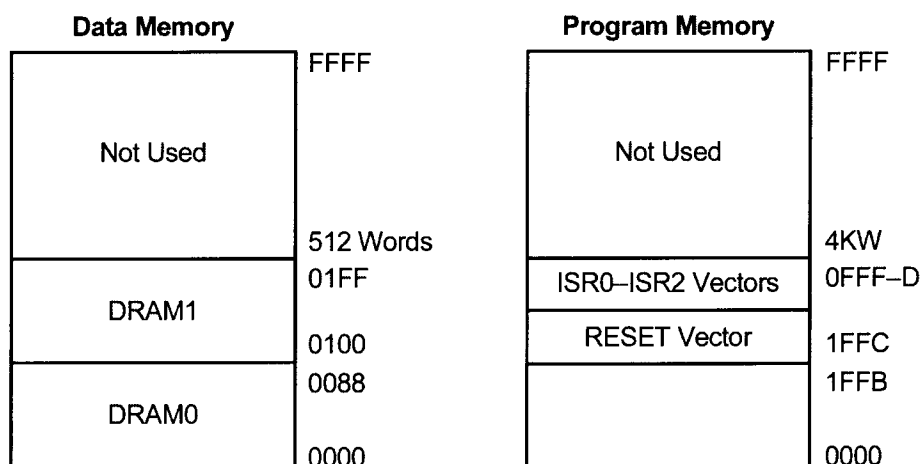 Data Memory
FFFF
Not Used
512 Words
01FF
DRAM1
0100
0088
DRAM0
0000
Program Memory
FFFF
Not Used
4KW
ISR0–ISR2 Vectors
0FFF–D
RESET Vector
1FFC
1FFB
0000